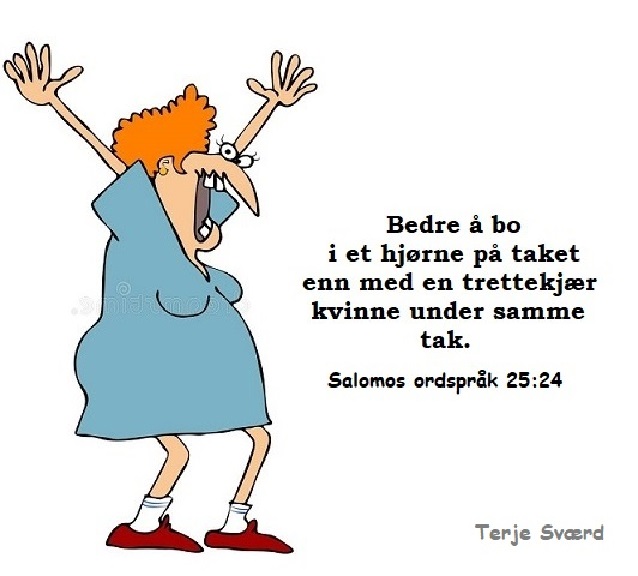 Bedre å bo
i et hjørne på taket
enn med en trettekjær
kvinne under samme
tak.
Salomos ordspråk 25:24
Terje Sværd